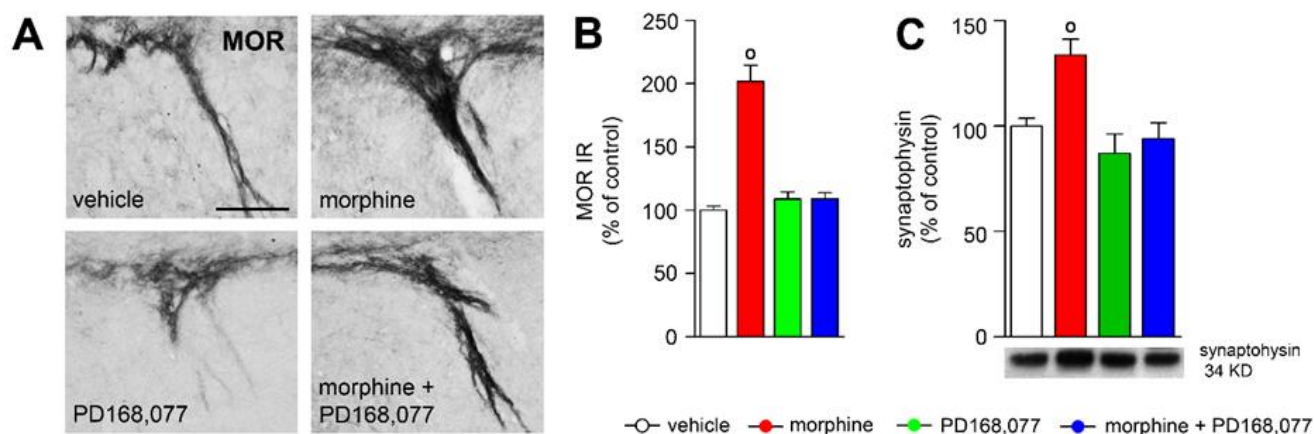 A
MOR
vehicle
morphine
PD168,077
morphine +
PD168,077
B
MOR IR
(% of control)
250
200
150
100
50
0
o
C
synaptophysin
(% of control)
150
100
50
0
o
synaptohysin
34 KD
vehicle
morphine
PD168,077
morphine + PD168,077